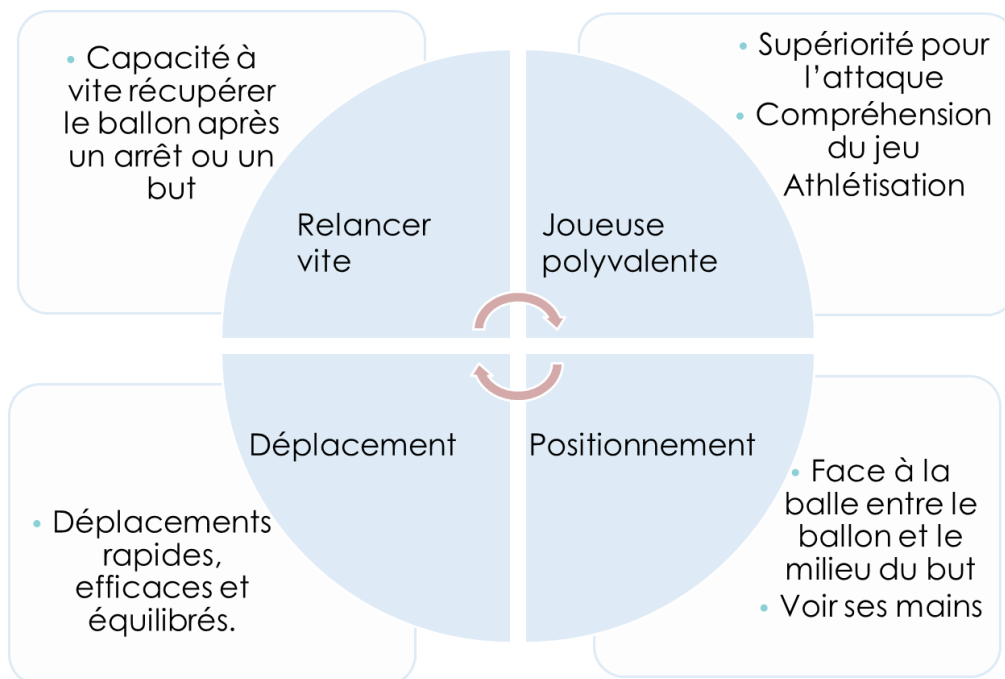 • Capacité à
vite récupérer
le ballon après
un arrêt ou un
but
• Supériorité pour
l'attaque
• Compréhension
du jeu
Athlétisation
Relancer
vite
Joueuse
polyvalente
Déplacement
Positionnement
• Déplacements
rapides,
efficaces et
équilibrés.
• Face à la
balle entre le
ballon et le
milieu du but
• Voir ses mains